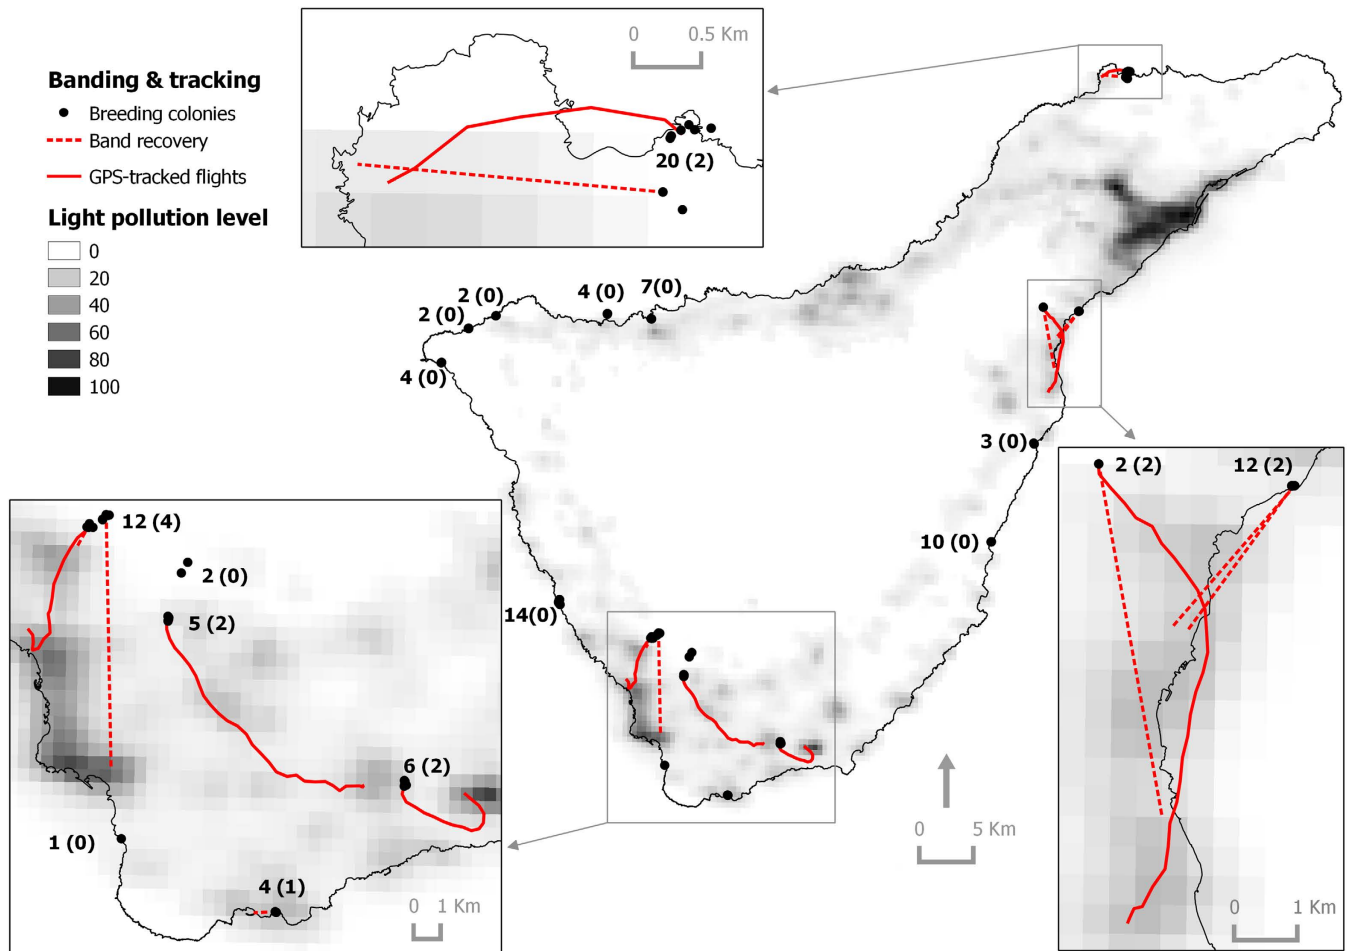 Banding & tracking
Breeding colonies
Band recovery
GPS-tracked flights
Light pollution level
0
20
40
60
80
100
0 0.5 Km
20 (2)
2 (0)
2 (0)
4 (0)
7(0)
4 (0)
3 (0)
10 (0)
14(0)
0 5 Km
12 (4)
2 (0)
5 (2)
6 (2)
1 (0)
4 (1)
0 1 Km
2 (2)
12 (2)
0 1 Km